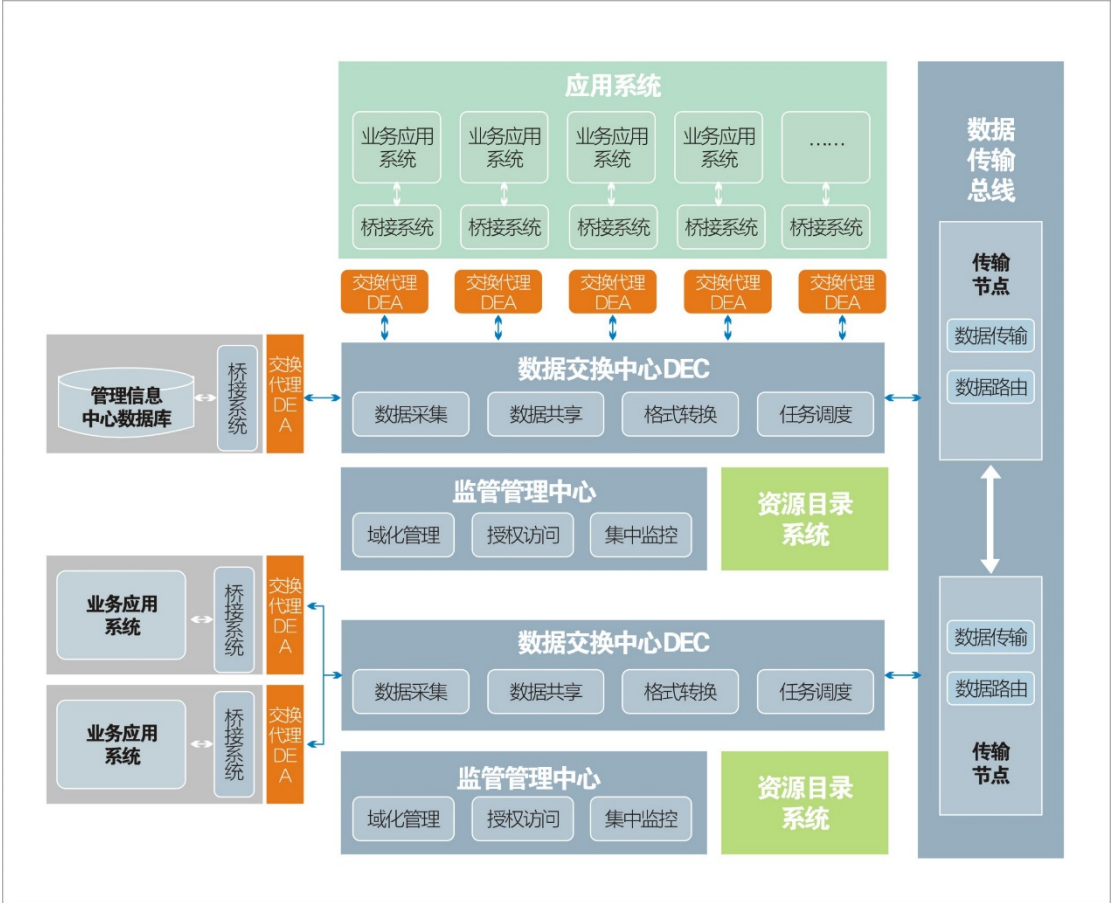 应用系统
业务应用
系统
业务应用
系统
业务应用
系统
业务应用
系统
……
桥接系统
桥接系统
桥接系统
桥接系统
桥接系统
交换代理
DEA
交换代理
DEA
交换代理
DEA
交换代理
DEA
交换代理
DEA
管理信息
中心数据库
桥接系统
交换
代理
DE
A
数据交换中心DEC
数据采集
数据共享
格式转换
任务调度
监管管理中心
域化管理
授权访问
集中监控
资源目录
系统
业务应用
系统
桥接系统
交换
代理
DE
A
业务应用
系统
桥接系统
交换
代理
DE
A
数据交换中心DEC
数据采集
数据共享
格式转换
任务调度
监管管理中心
域化管理
授权访问
集中监控
资源目录
系统
数据
传输
总线
传输
节点
数据传输
数据路由
数据传输
数据路由
传输
节点